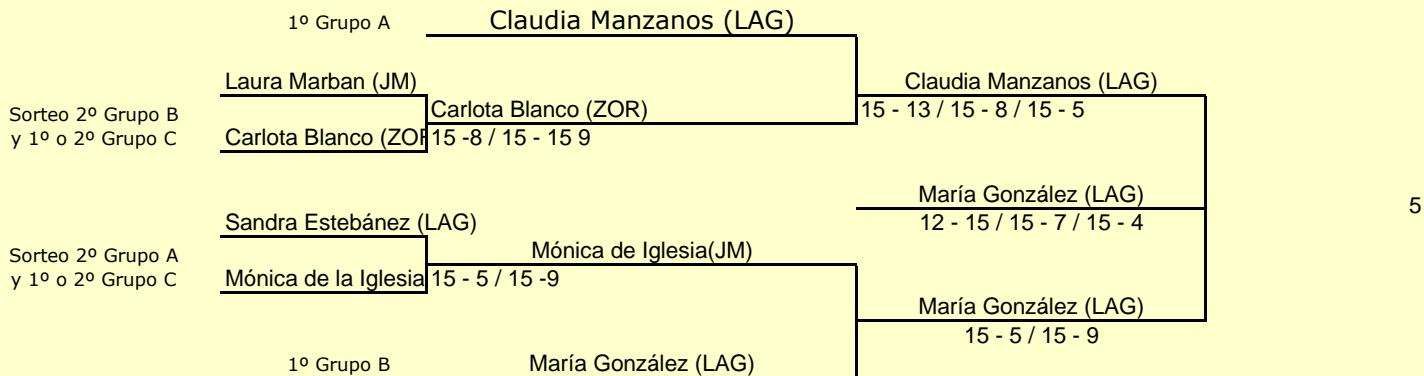 1º Grupo A Claudia Manzanos (LAG)
Laura Marban (JM) Claudia Manzanos (LAG)
Sorteo 2º Grupo B Carlota Blanco (ZOR) 15 - 13 / 15 - 8 / 15 - 5
y 1º o 2º Grupo C Carlota Blanco (ZO 15 -8 / 15 - 15 9
María González (LAG)
Sandra Estebánez (LAG) 12 - 15 / 15 - 7 / 15 - 4 5
Sorteo 2º Grupo A Mónica de Iglesia(JM)
y 1º o 2º Grupo C Mónica de la Iglesia 15 - 5 / 15 -9
María González (LAG)
15 - 5 / 15 - 9
1º Grupo B María González (LAG)